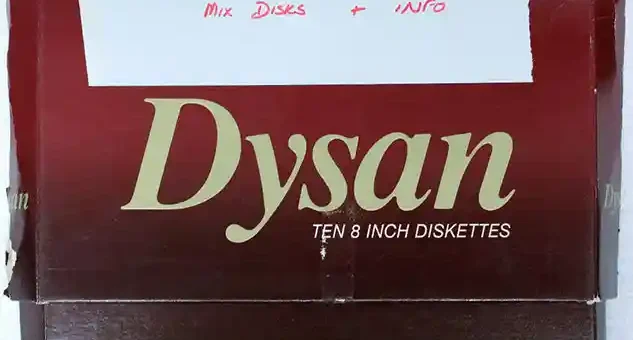 Mix Disks + INFO
Dysan
TEN 8 INCH DISKETTES